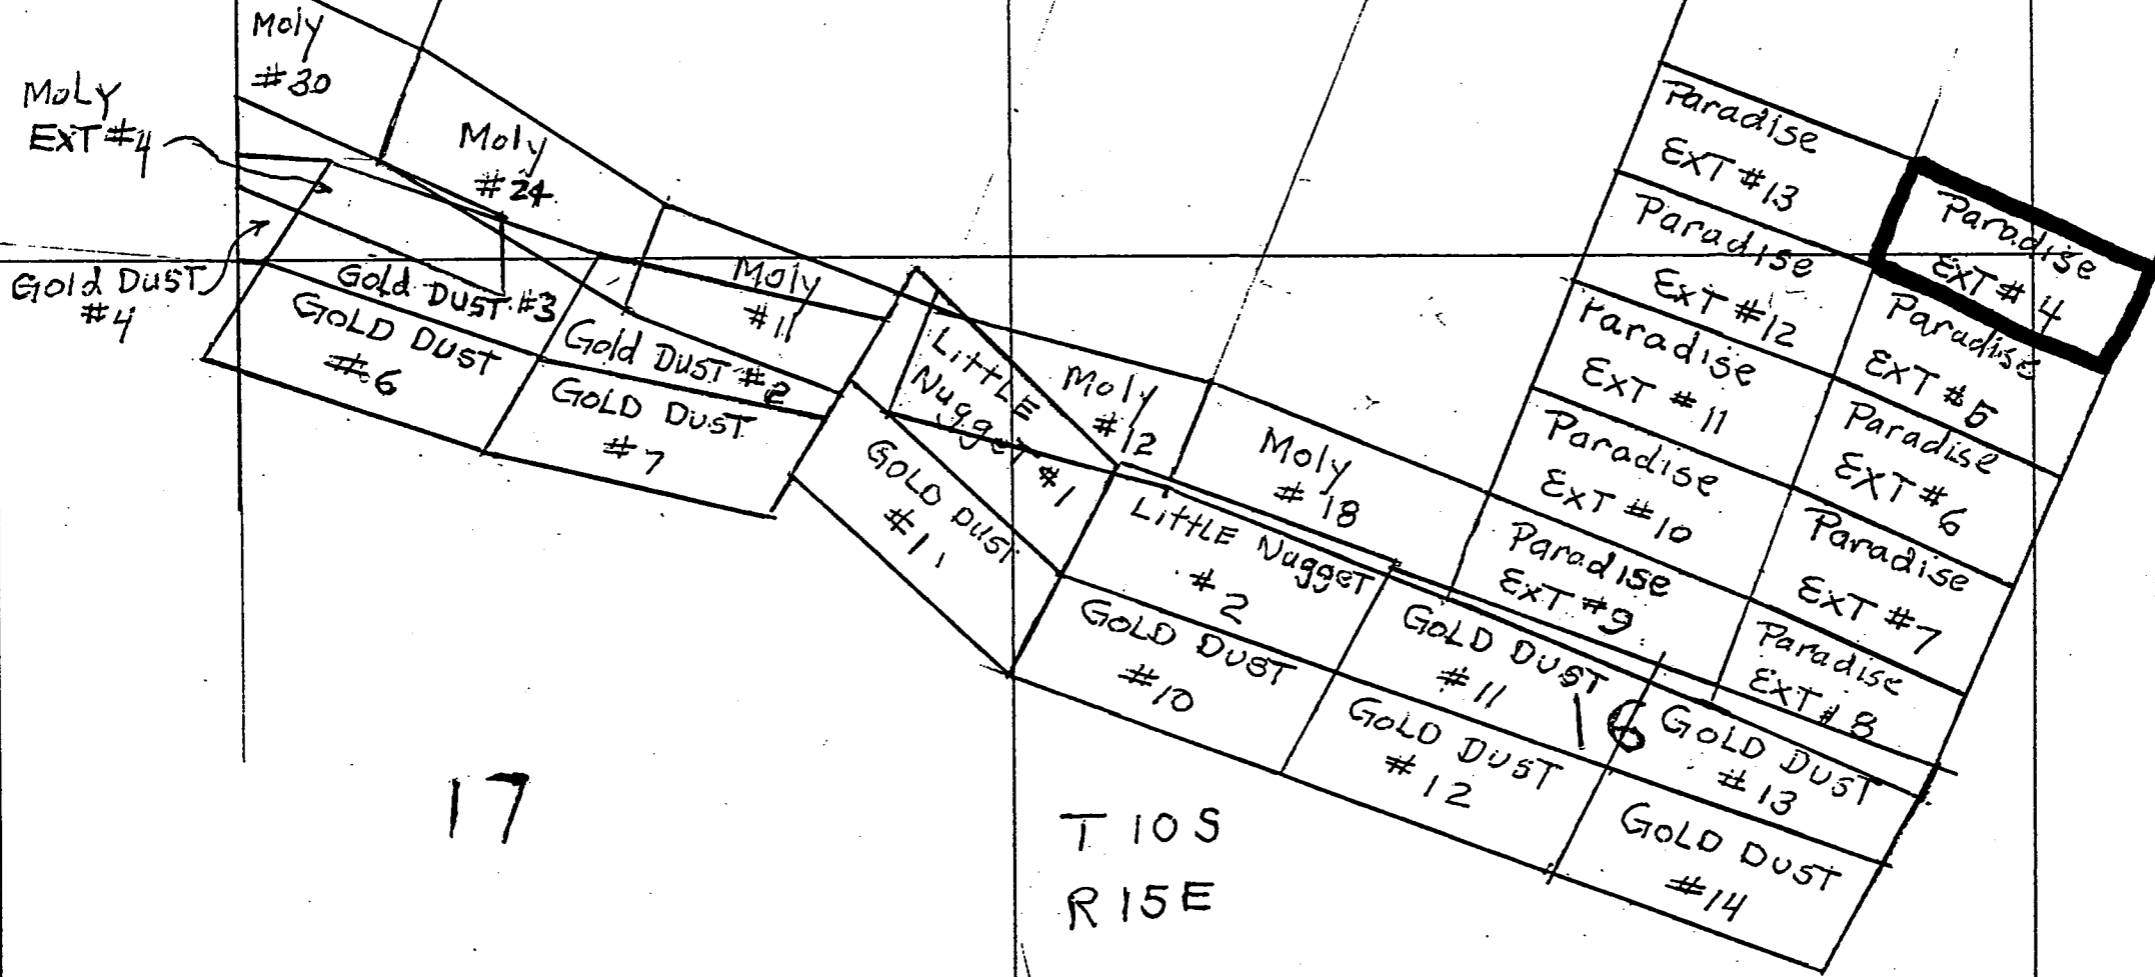 Moly
#30
MoLy
EXT #4
Moly
#24
Gold DUST
#4
Gold DUST #3
GOLD DUST
#6
Moly
#11
Gold DUST #2
GOLD DUST
#7
LITTLE
Nugget #1
Moly
#12
GOLD DUST
#1
Moly
#18
LITTLE Nugget
#2
GOLD DUST
#10
GOLD DUST
#11
GOLD DUST
#12
16
GOLD DUST
#13
GOLD DUST
#14
Paradise
EXT #13
Paradise
EXT #12
Paradise
EXT #11
Paradise
EXT #10
Paradise
EXT #9
Paradise
EXT #4
Paradise
EXT #5
Paradise
EXT #6
Paradise
EXT #7
Paradise
EXT #8
17
T 10 S
R 15 E